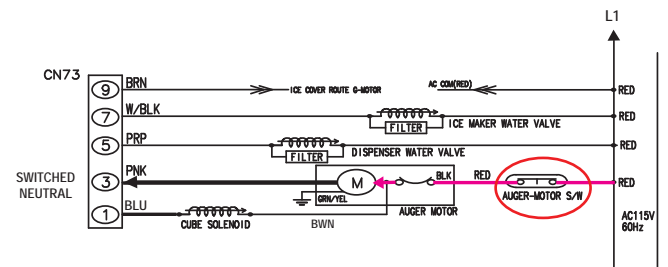 L1
CN73
9 BRN ICE COVER ROUTE G-MOTOR AC COM(RED) RED
7 W/BLK FILTER ICE MAKER WATER VALVE RED
5 PRP FILTER DISPENSER WATER VALVE RED
SWITCHED
NEUTRAL
3 PNK M BLK RED RED
GRN/YEL AUGER MOTOR AUGER-MOTOR S/W
1 BLU CUBE SOLENOID BWN
AC115V
60Hz